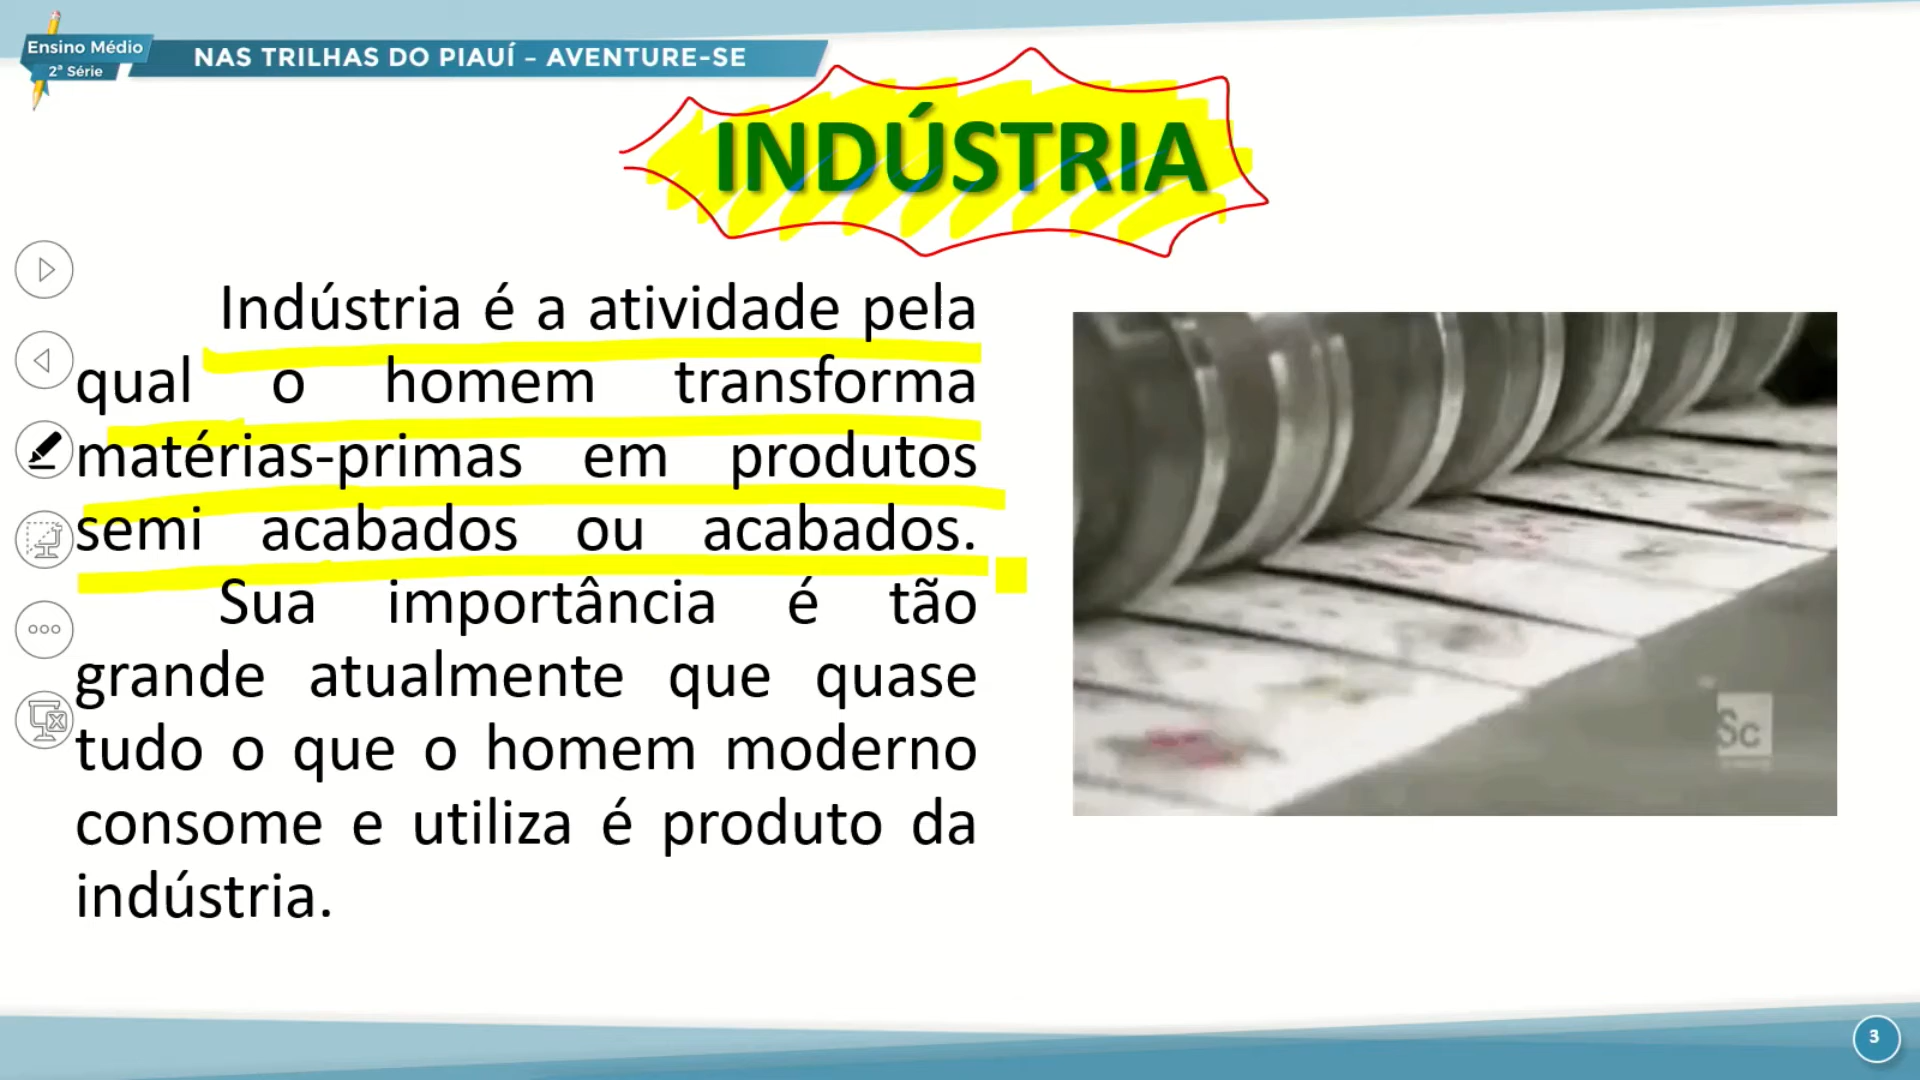 Ensino Médio
2ª Série
NAS TRILHAS DO PIAUÍ – AVENTURE-SE
INDÚSTRIA
Indústria é a atividade pela
qual o homem transforma
matérias-primas em produtos
semi acabados ou acabados.
Sua importância é tão
grande atualmente que quase
tudo o que o homem moderno
consome e utiliza é produto da
indústria.
Sc
3